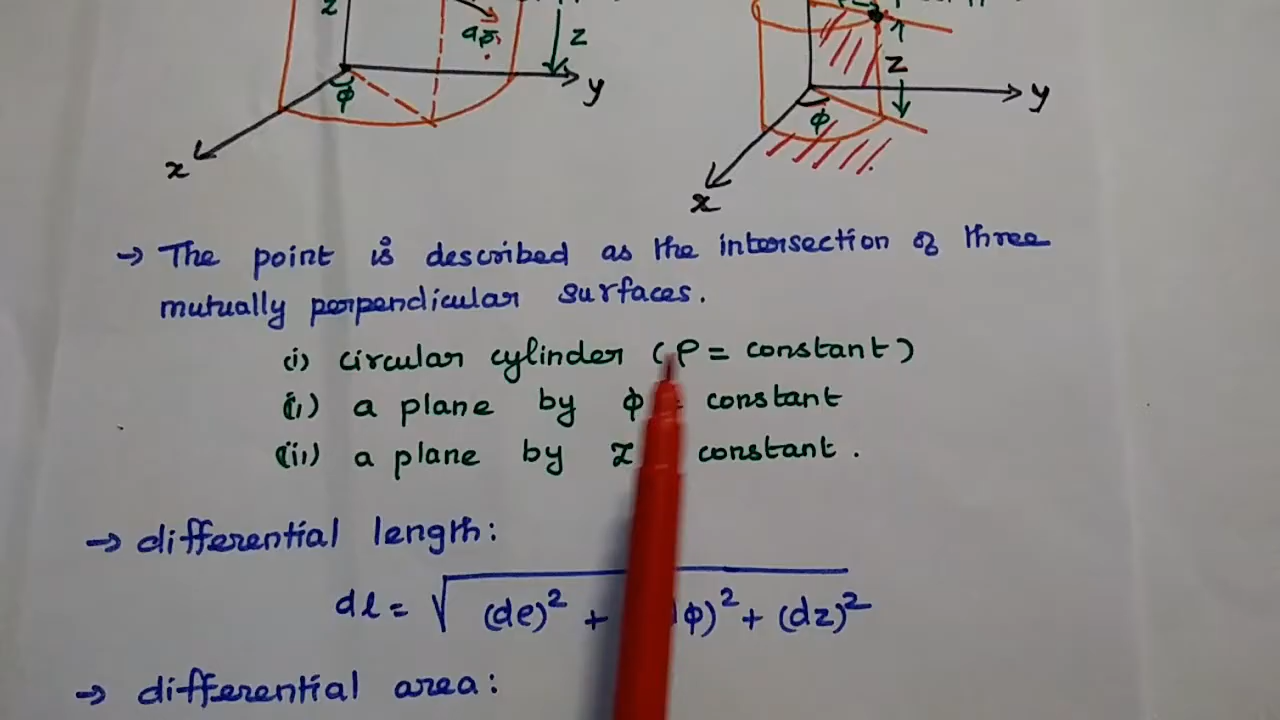 z
aρ
z
z
y
y
φ
φ
x
x
→ The point is described as the intersection of three
mutually perpendicular surfaces.
(i) circular cylinder (ρ = constant)
(ii) a plane by φ = constant
(iii) a plane by z constant.
→ differential length:
dl = √(dρ)² + φ)² + (dz)²
→ differential area: